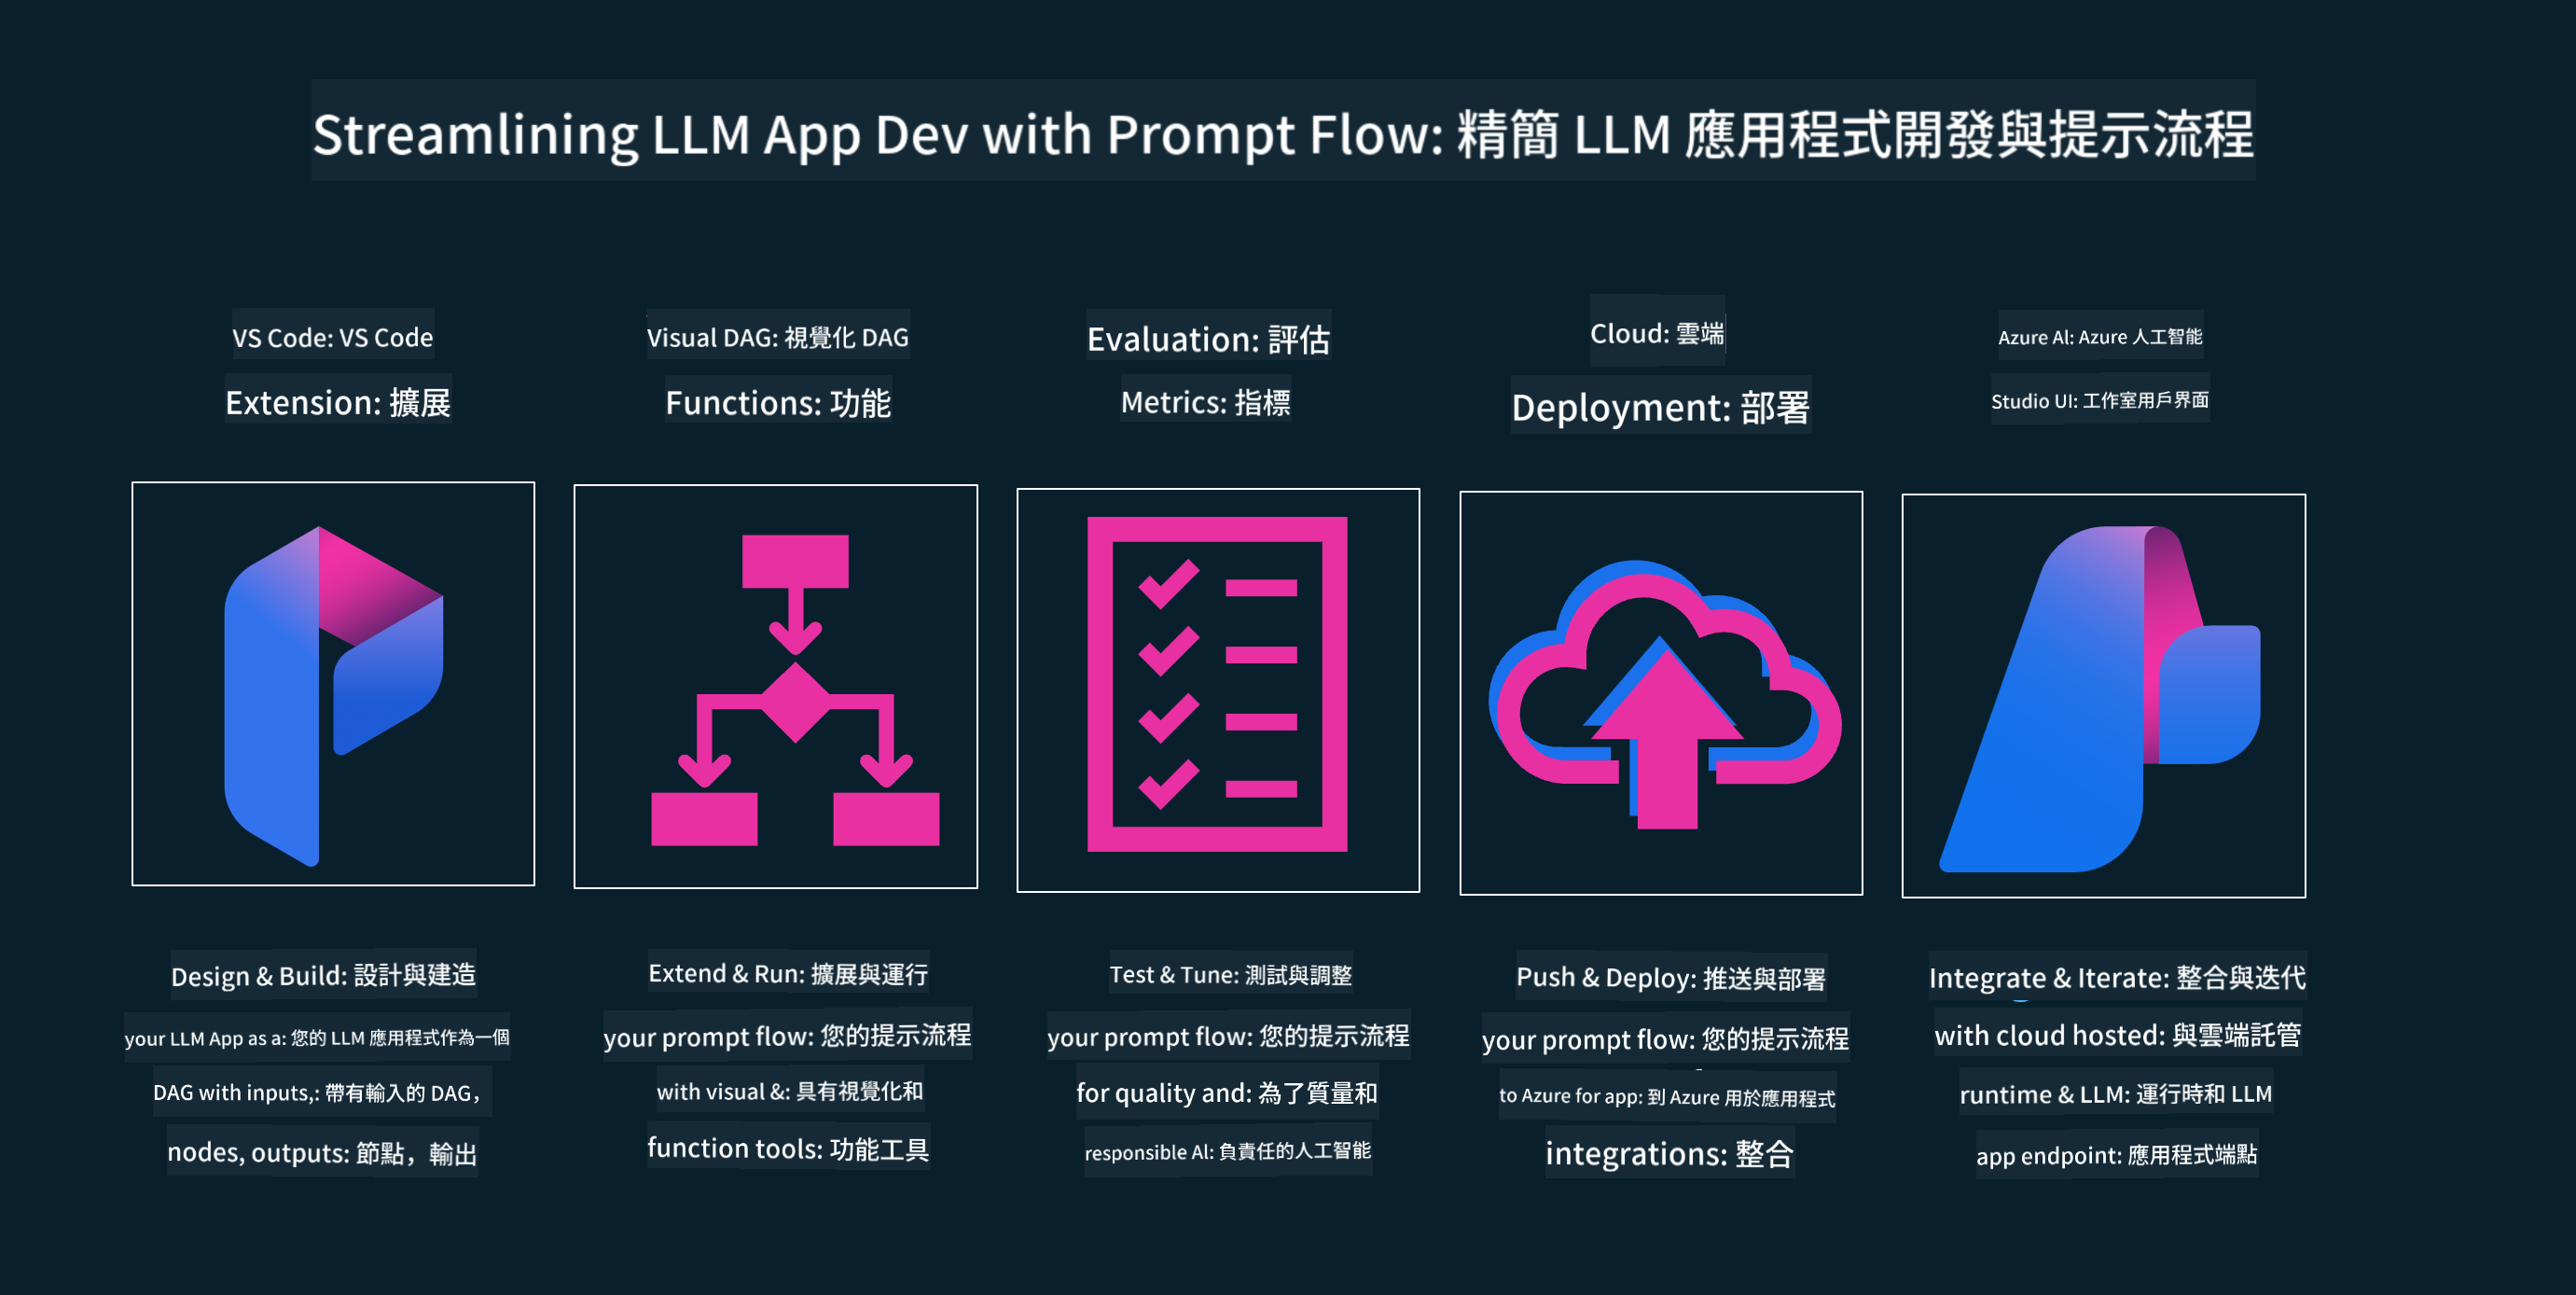 Streamlining LLM App Dev with Prompt Flow: 精簡 LLM 應用程式開發與提示流程
VS Code: VS Code
Extension: 擴展
Visual DAG: 視覺化 DAG
Functions: 功能
Evaluation: 評估
Metrics: 指標
Cloud: 雲端
Deployment: 部署
Azure Al: Azure 人工智能
Studio UI: 工作室用戶界面
Design & Build: 設計與建造
your LLM App as a: 您的 LLM 應用程式作為一個
DAG with inputs,: 帶有輸入的 DAG，
nodes, outputs: 節點，輸出
Extend & Run: 擴展與運行
your prompt flow: 您的提示流程
with visual &: 具有視覺化和
function tools: 功能工具
Test & Tune: 測試與調整
your prompt flow: 您的提示流程
for quality and: 為了質量和
responsible Al: 負責任的人工智能
Push & Deploy: 推送與部署
your prompt flow: 您的提示流程
to Azure for app: 到 Azure 用於應用程式
integrations: 整合
Integrate & Iterate: 整合與迭代
with cloud hosted: 與雲端託管
runtime & LLM: 運行時和 LLM
app endpoint: 應用程式端點